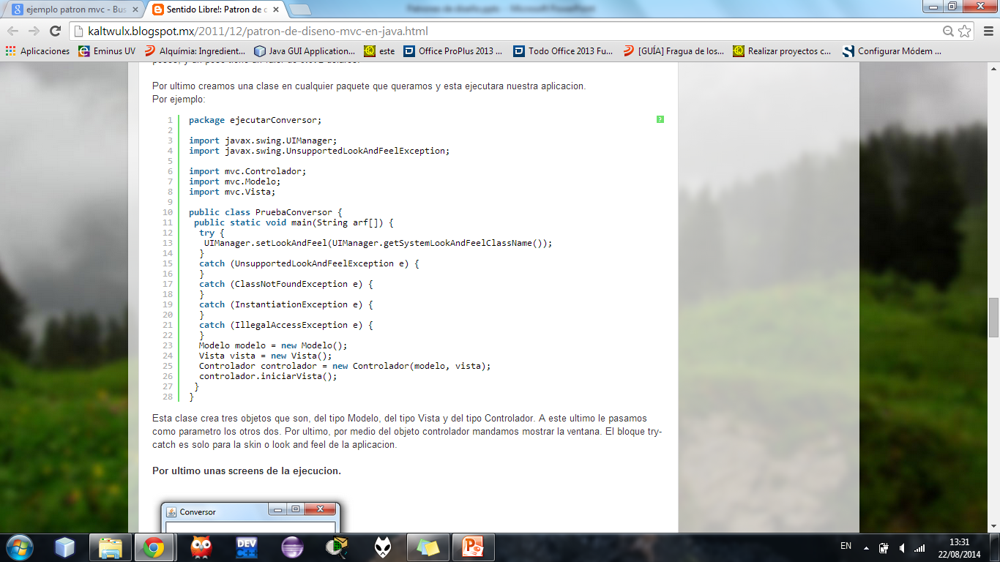 ejemplo patron mvc - Bus
Sentido Libre!: Patron de d
Patrones de diseño.pptx - Microsoft PowerPoint
kaltwulx.blogspot.mx/2011/12/patron-de-diseno-mvc-en-java.html
Aplicaciones
Eminus UV
Alquímia: Ingredient...
Java GUI Application...
este
Office ProPlus 2013 ...
Todo Office 2013 Fu...
[GUÍA] Fragua de los...
Realizar proyectos c...
Configurar Módem ...
Por ultimo creamos una clase en cualquier paquete que queramos y esta ejecutara nuestra aplicacion.
Por ejemplo:
1 package ejecutarConversor;
?
2
3 import javax.swing.UIManager;
4 import javax.swing.UnsupportedLookAndFeelException;
5
6 import mvc.Controlador;
7 import mvc.Modelo;
8 import mvc.Vista;
9
10 public class PruebaConversor {
11 public static void main(String arf[]) {
12 try {
13 UIManager.setLookAndFeel(UIManager.getSystemLookAndFeelClassName());
14 }
15 catch (UnsupportedLookAndFeelException e) {
16 }
17 catch (ClassNotFoundException e) {
18 }
19 catch (InstantiationException e) {
20 }
21 catch (IllegalAccessException e) {
22 }
23 Modelo modelo = new Modelo();
24 Vista vista = new Vista();
25 Controlador controlador = new Controlador(modelo, vista);
26 controlador.iniciarVista();
27 }
28 }
Esta clase crea tres objetos que son, del tipo Modelo, del tipo Vista y del tipo Controlador. A este ultimo le pasamos
como parametro los otros dos. Por ultimo, por medio del objeto controlador mandamos mostrar la ventana. El bloque try-
catch es solo para la skin o look and feel de la aplicacion.
Por ultimo unas screens de la ejecucion.
Conversor
DEV
C++
EN
13:31
22/08/2014